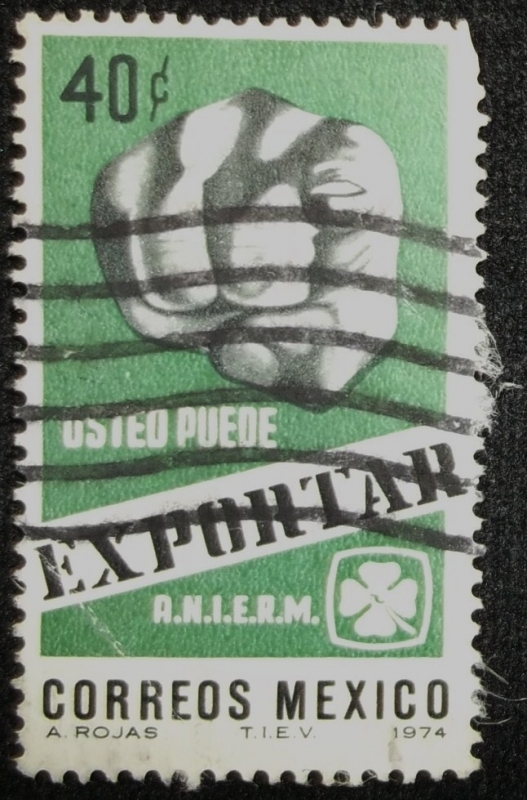 40¢
USTED PUEDE
EXPORTAR
A.N.I.E.R.M.
CORREOS MEXICO
A. ROJAS T.I.E.V. 1974